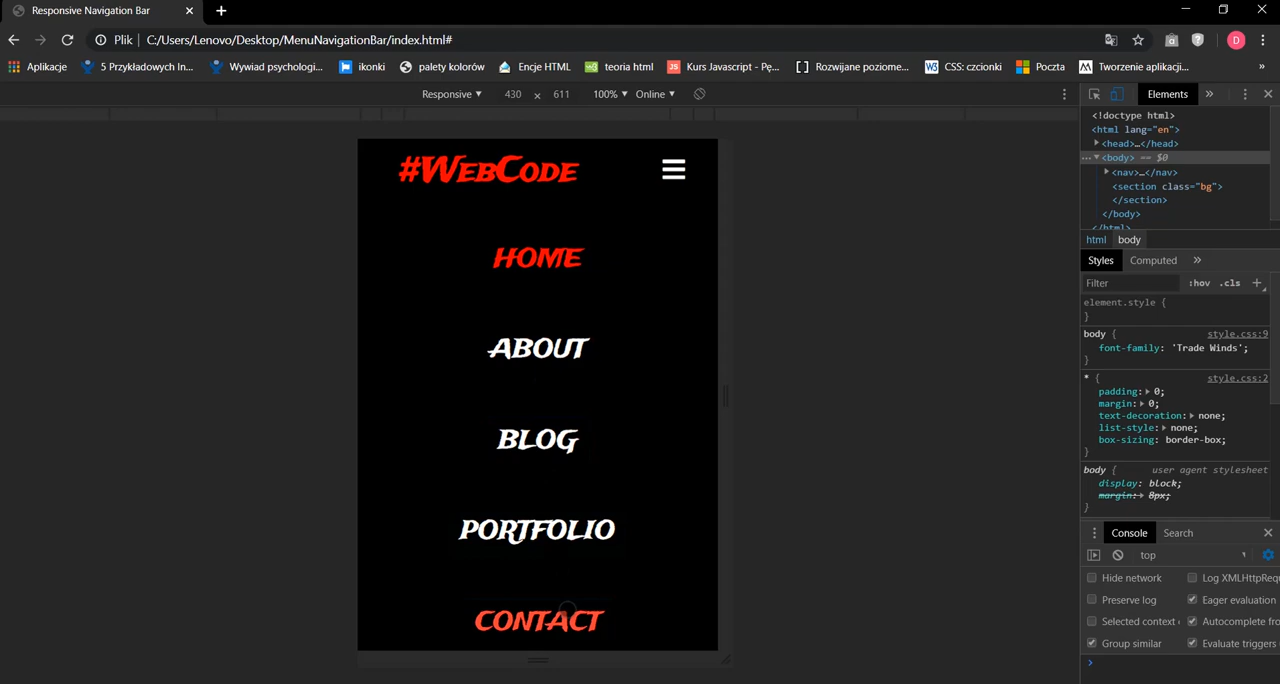 Responsive Navigation Bar
Plik C:/Users/Lenovo/Desktop/MenuNavigationBar/index.html#
Aplikacje 5 Przykładowych In... Wywiad psychologi... ikonki palety kolorów Encje HTML teoria html Kurs Javascript - Pę... Rozwijane poziome... CSS: czcionki Poczta Tworzenie aplikacji...
Responsive 430 x 611 100% Online
Elements
<!doctype html>
<html lang="en">
<head>…</head>
<body> == $0
<nav>…</nav>
<section class="bg">
</section>
</body>
</html>
html body
Styles Computed
Filter :hov .cls
element.style {
}
body { style.css:9
font-family: 'Trade Winds';
}
* { style.css:2
padding: 0;
margin: 0;
text-decoration: none;
list-style: none;
box-sizing: border-box;
}
body { user agent stylesheet
display: block;
margin: 8px;
}
Console Search
top
Hide network Log XMLHttpRequ
Preserve log Eager evaluation
Selected context Autocomplete fro
Group similar Evaluate triggers
#WebCode
HOME
ABOUT
BLOG
PORTFOLIO
CONTACT